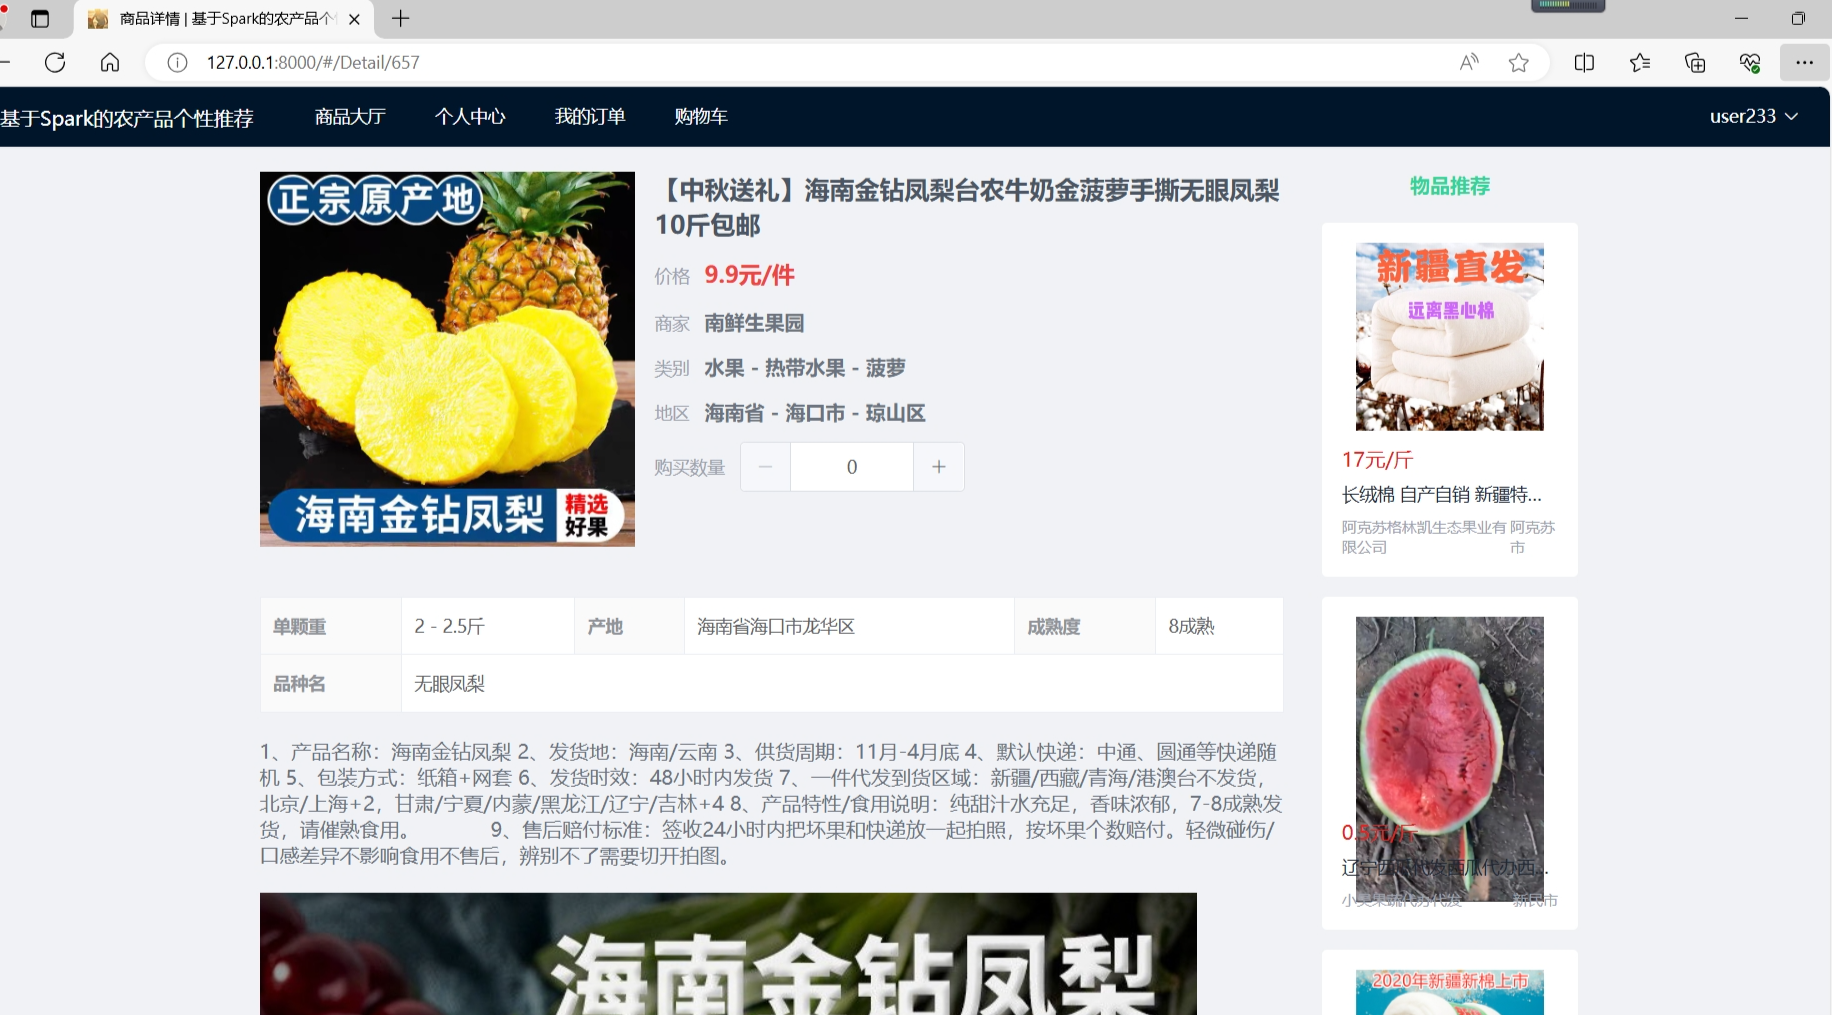 商品详情 | 基于Spark的农产品个
127.0.0.1:8000/#/Detail/657
基于Spark的农产品个性推荐
商品大厅
个人中心
我的订单
购物车
user233
正宗原产地
海南金钻凤梨
精选
好果
【中秋送礼】海南金钻凤梨台农牛奶金菠萝手撕无眼凤梨
10斤包邮
价格 9.9元/件
商家 南鲜生果园
类别 水果 - 热带水果 - 菠萝
地区 海南省 - 海口市 - 琼山区
购买数量 0
单颗重 2 - 2.5斤 产地 海南省海口市龙华区 成熟度 8成熟
品种名 无眼凤梨
1、产品名称：海南金钻凤梨 2、发货地：海南/云南 3、供货周期：11月-4月底 4、默认快递：中通、圆通等快递随
机 5、包装方式：纸箱+网套 6、发货时效：48小时内发货 7、一件代发到货区域：新疆/西藏/青海/港澳台不发货，
北京/上海+2，甘肃/宁夏/内蒙/黑龙江/辽宁/吉林+4 8、产品特性/食用说明：纯甜汁水充足，香味浓郁，7-8成熟发
货，请催熟食用。 9、售后赔付标准：签收24小时内把坏果和快递放一起拍照，按坏果个数赔付。轻微碰伤/
口感差异不影响食用不售后，辨别不了需要切开拍图。
海南金钻凤梨
物品推荐
新疆直发
远离黑心棉
17元/斤
长绒棉 自产自销 新疆特...
阿克苏格林凯生态果业有
限公司
阿克苏
市
0.5元/斤
辽宁西瓜代发西瓜代办西...
小吴果蔬代办代发 新民市
2020年新疆新棉上市